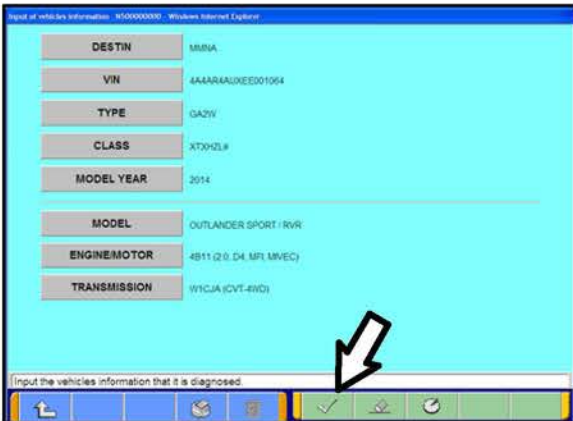 Input of vehicles information - N500000000 - Windows Internet Explorer
DESTIN MMNA
VIN 4A4AR4AUXEE001064
TYPE GA2W
CLASS XTXHZL#
MODEL YEAR 2014
MODEL OUTLANDER SPORT / RVR
ENGINE/MOTOR 4B11 (2.0, D4, MFI, MIVEC)
TRANSMISSION W1CJA (CVT-4WD)
Input the vehicles information that it is diagnosed.